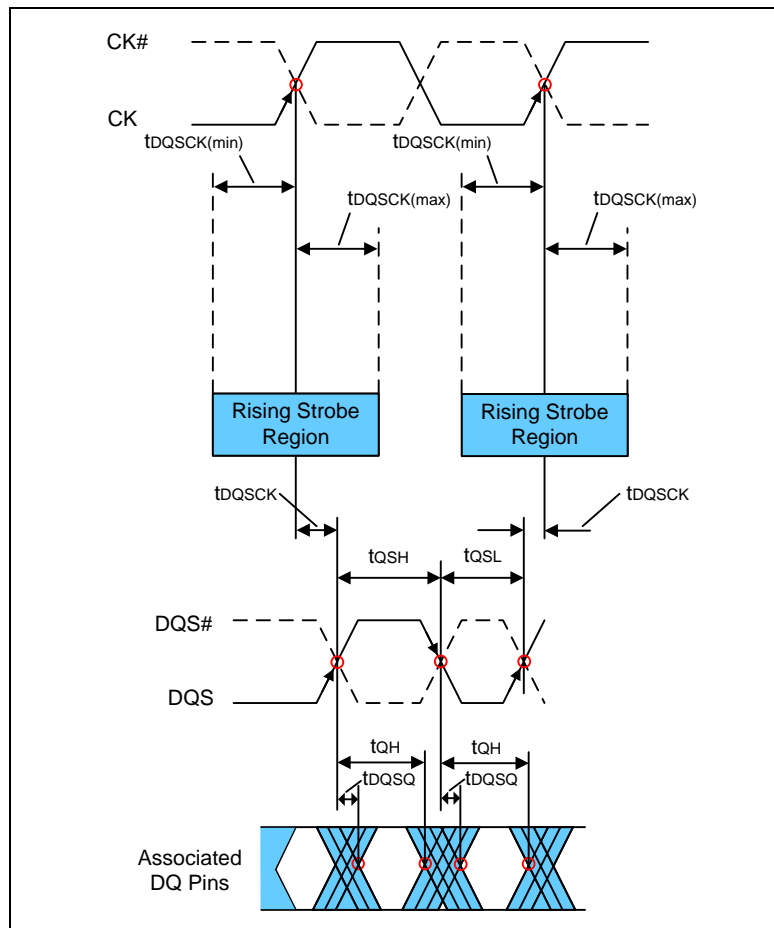 CK#
CK
tDQSCK(min)
tDQSCK(min)
tDQSCK(max)
tDQSCK(max)
Rising Strobe
Region
Rising Strobe
Region
tDQSCK
tDQSCK
tQSH
tQSL
DQS#
DQS
tQH
tQH
tDQSQ
tDQSQ
Associated
DQ Pins